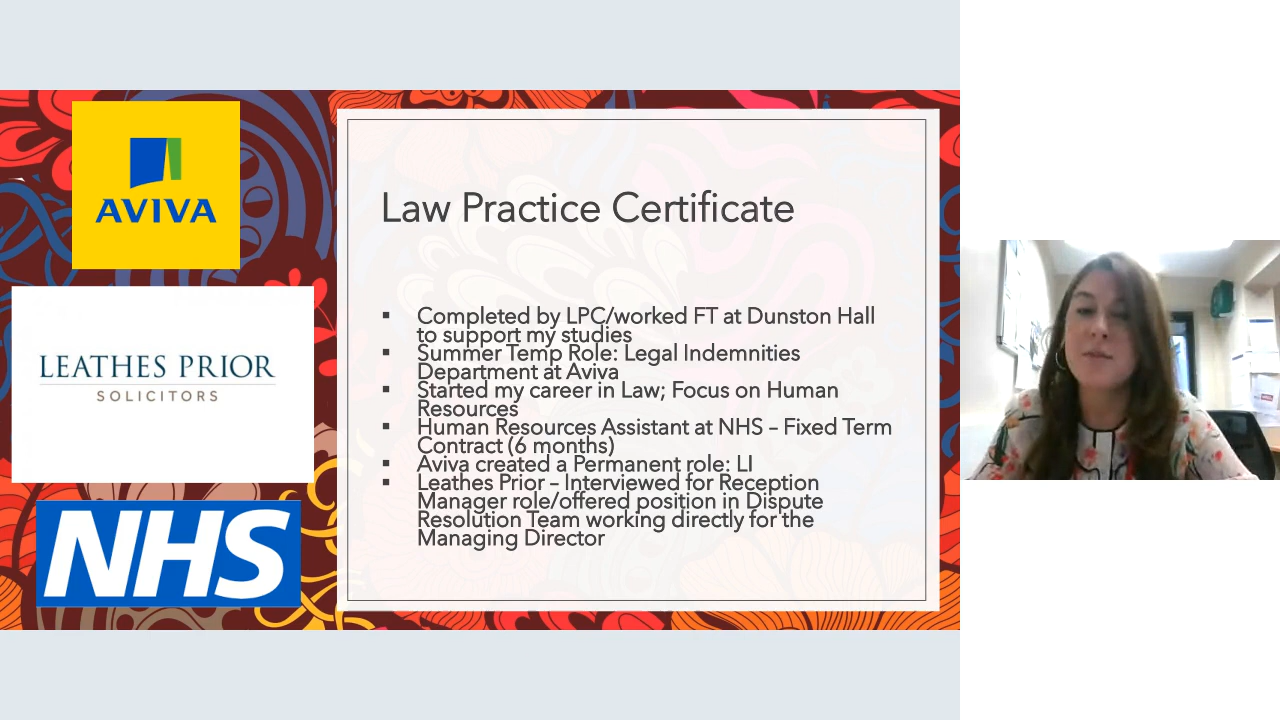 AVIVA
LEATHES PRIOR
SOLICITORS
NHS
Law Practice Certificate
▪ Completed by LPC/worked FT at Dunston Hall
to support my studies
▪ Summer Temp Role: Legal Indemnities
Department at Aviva
▪ Started my career in Law; Focus on Human
Resources
▪ Human Resources Assistant at NHS – Fixed Term
Contract (6 months)
▪ Aviva created a Permanent role: LI
▪ Leathes Prior – Interviewed for Reception
Manager role/offered position in Dispute
Resolution Team working directly for the
Managing Director